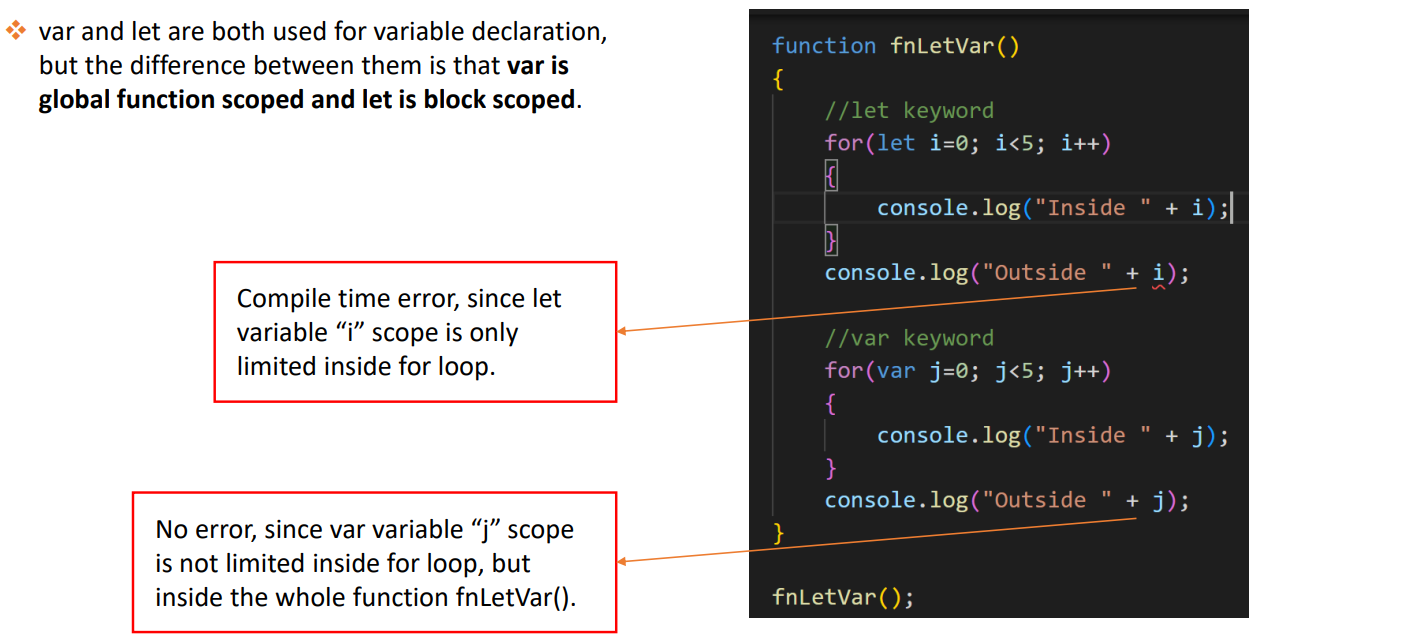 var and let are both used for variable declaration,
but the difference between them is that var is
global function scoped and let is block scoped.
function fnLetVar()
{
//let keyword
for(let i=0; i<5; i++)
{
console.log("Inside " + i);
}
console.log("Outside " + i);
Compile time error, since let
variable “i” scope is only
limited inside for loop.
//var keyword
for(var j=0; j<5; j++)
{
console.log("Inside " + j);
}
console.log("Outside " + j);
}
No error, since var variable “j” scope
is not limited inside for loop, but
inside the whole function fnLetVar().
fnLetVar();